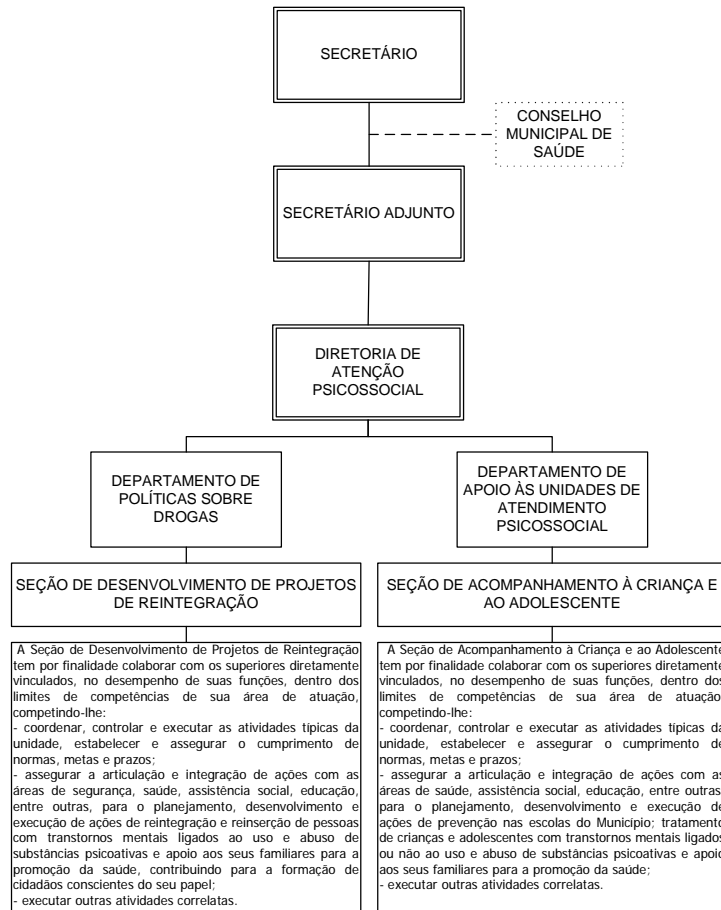 SECRETÁRIO
CONSELHO
MUNICIPAL DE
SAÚDE
SECRETÁRIO ADJUNTO
DIRETORIA DE
ATENÇÃO
PSICOSSOCIAL
DEPARTAMENTO DE
POLÍTICAS SOBRE
DROGAS
DEPARTAMENTO DE
APOIO ÀS UNIDADES DE
ATENDIMENTO
PSICOSSOCIAL
SEÇÃO DE DESENVOLVIMENTO DE PROJETOS
DE REINTEGRAÇÃO
SEÇÃO DE ACOMPANHAMENTO À CRIANÇA E
AO ADOLESCENTE
A Seção de Desenvolvimento de Projetos de Reintegração
tem por finalidade colaborar com os superiores diretamente
vinculados, no desempenho de suas funções, dentro dos
limites de competências de sua área de atuação,
competindo-lhe:
- coordenar, controlar e executar as atividades típicas da
unidade, estabelecer e assegurar o cumprimento de
normas, metas e prazos;
- assegurar a articulação e integração de ações com as
áreas de segurança, saúde, assistência social, educação,
entre outras, para o planejamento, desenvolvimento e
execução de ações de reintegração e reinserção de pessoas
com transtornos mentais ligados ao uso e abuso de
substâncias psicoativas e apoio aos seus familiares para a
promoção da saúde, contribuindo para a formação de
cidadãos conscientes do seu papel;
- executar outras atividades correlatas.
A Seção de Acompanhamento à Criança e ao Adolescente
tem por finalidade colaborar com os superiores diretamente
vinculados, no desempenho de suas funções, dentro dos
limites de competências de sua área de atuação
competindo-lhe:
- coordenar, controlar e executar as atividades típicas da
unidade, estabelecer e assegurar o cumprimento de
normas, metas e prazos;
- assegurar a articulação e integração de ações com as
áreas de saúde, assistência social, educação, entre outras
para o planejamento, desenvolvimento e execução de
ações de prevenção nas escolas do Município; tratamento
de crianças e adolescentes com transtornos mentais ligados
ou não ao uso e abuso de substâncias psicoativas e apoio
aos seus familiares para a promoção da saúde;
- executar outras atividades correlatas.